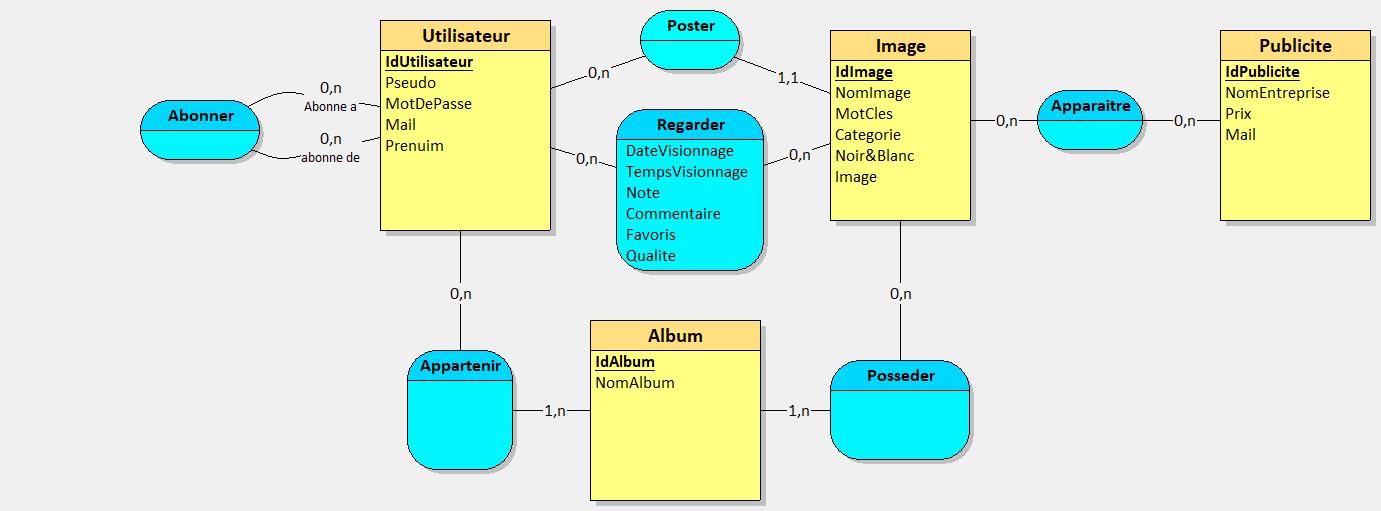 Utilisateur
IdUtilisateur
Pseudo
MotDePasse
Mail
Prenuim
Poster
Image
IdImage
NomImage
MotCles
Categorie
Noir&Blanc
Image
Publicite
IdPublicite
NomEntreprise
Prix
Mail
Abonner
0,n
Abonne a
0,n
abonne de
0,n
1,1
Regarder
DateVisionnage
TempsVisionnage
Note
Commentaire
Favoris
Qualite
0,n
0,n
0,n
Apparaitre
0,n
0,n
0,n
Appartenir
1,n
Album
IdAlbum
NomAlbum
1,n
Posseder